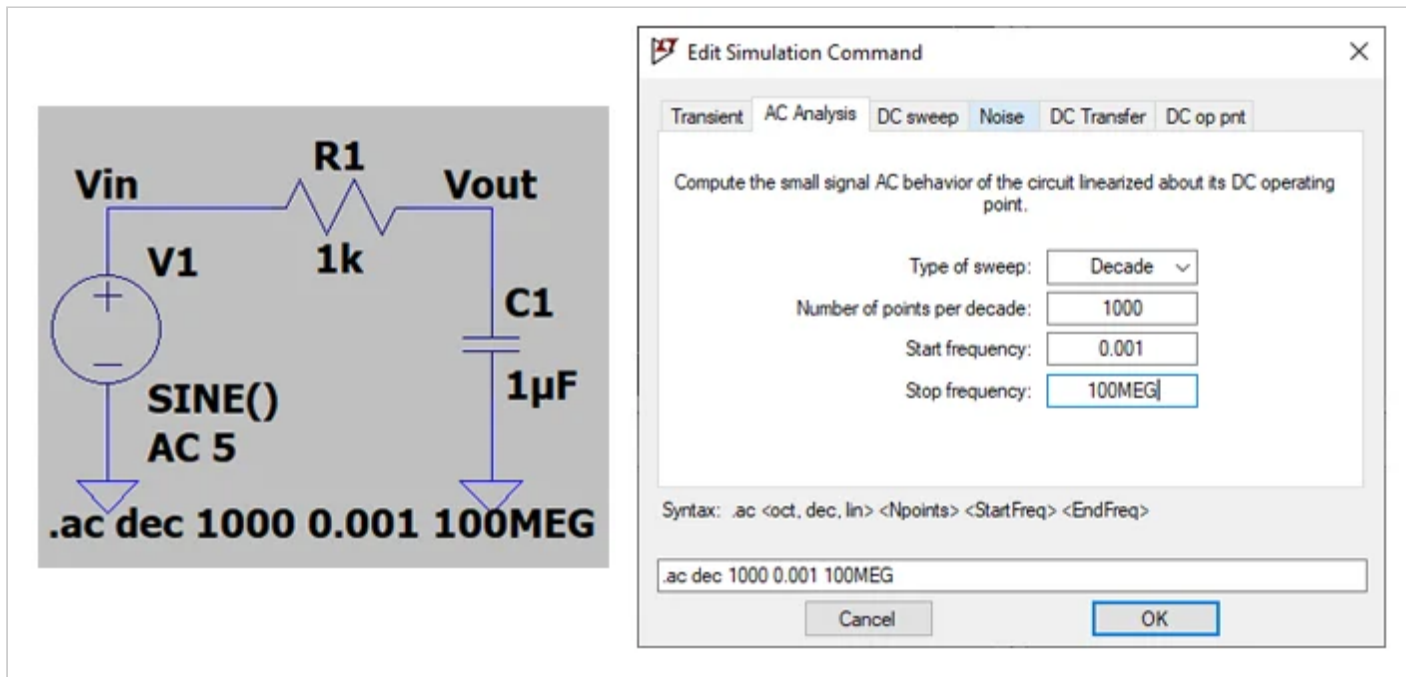 Vin
R1
Vout
1k
V1
+
C1
1µF
SINE()
AC 5
.ac dec 1000 0.001 100MEG
Edit Simulation Command
Transient AC Analysis DC sweep Noise DC Transfer DC op pnt
Compute the small signal AC behavior of the circuit linearized about its DC operating
point.
Type of sweep: Decade
Number of points per decade: 1000
Start frequency: 0.001
Stop frequency: 100MEG
Syntax: .ac <oct, dec, lin> <Npoints> <StartFreq> <EndFreq>
.ac dec 1000 0.001 100MEG
Cancel OK